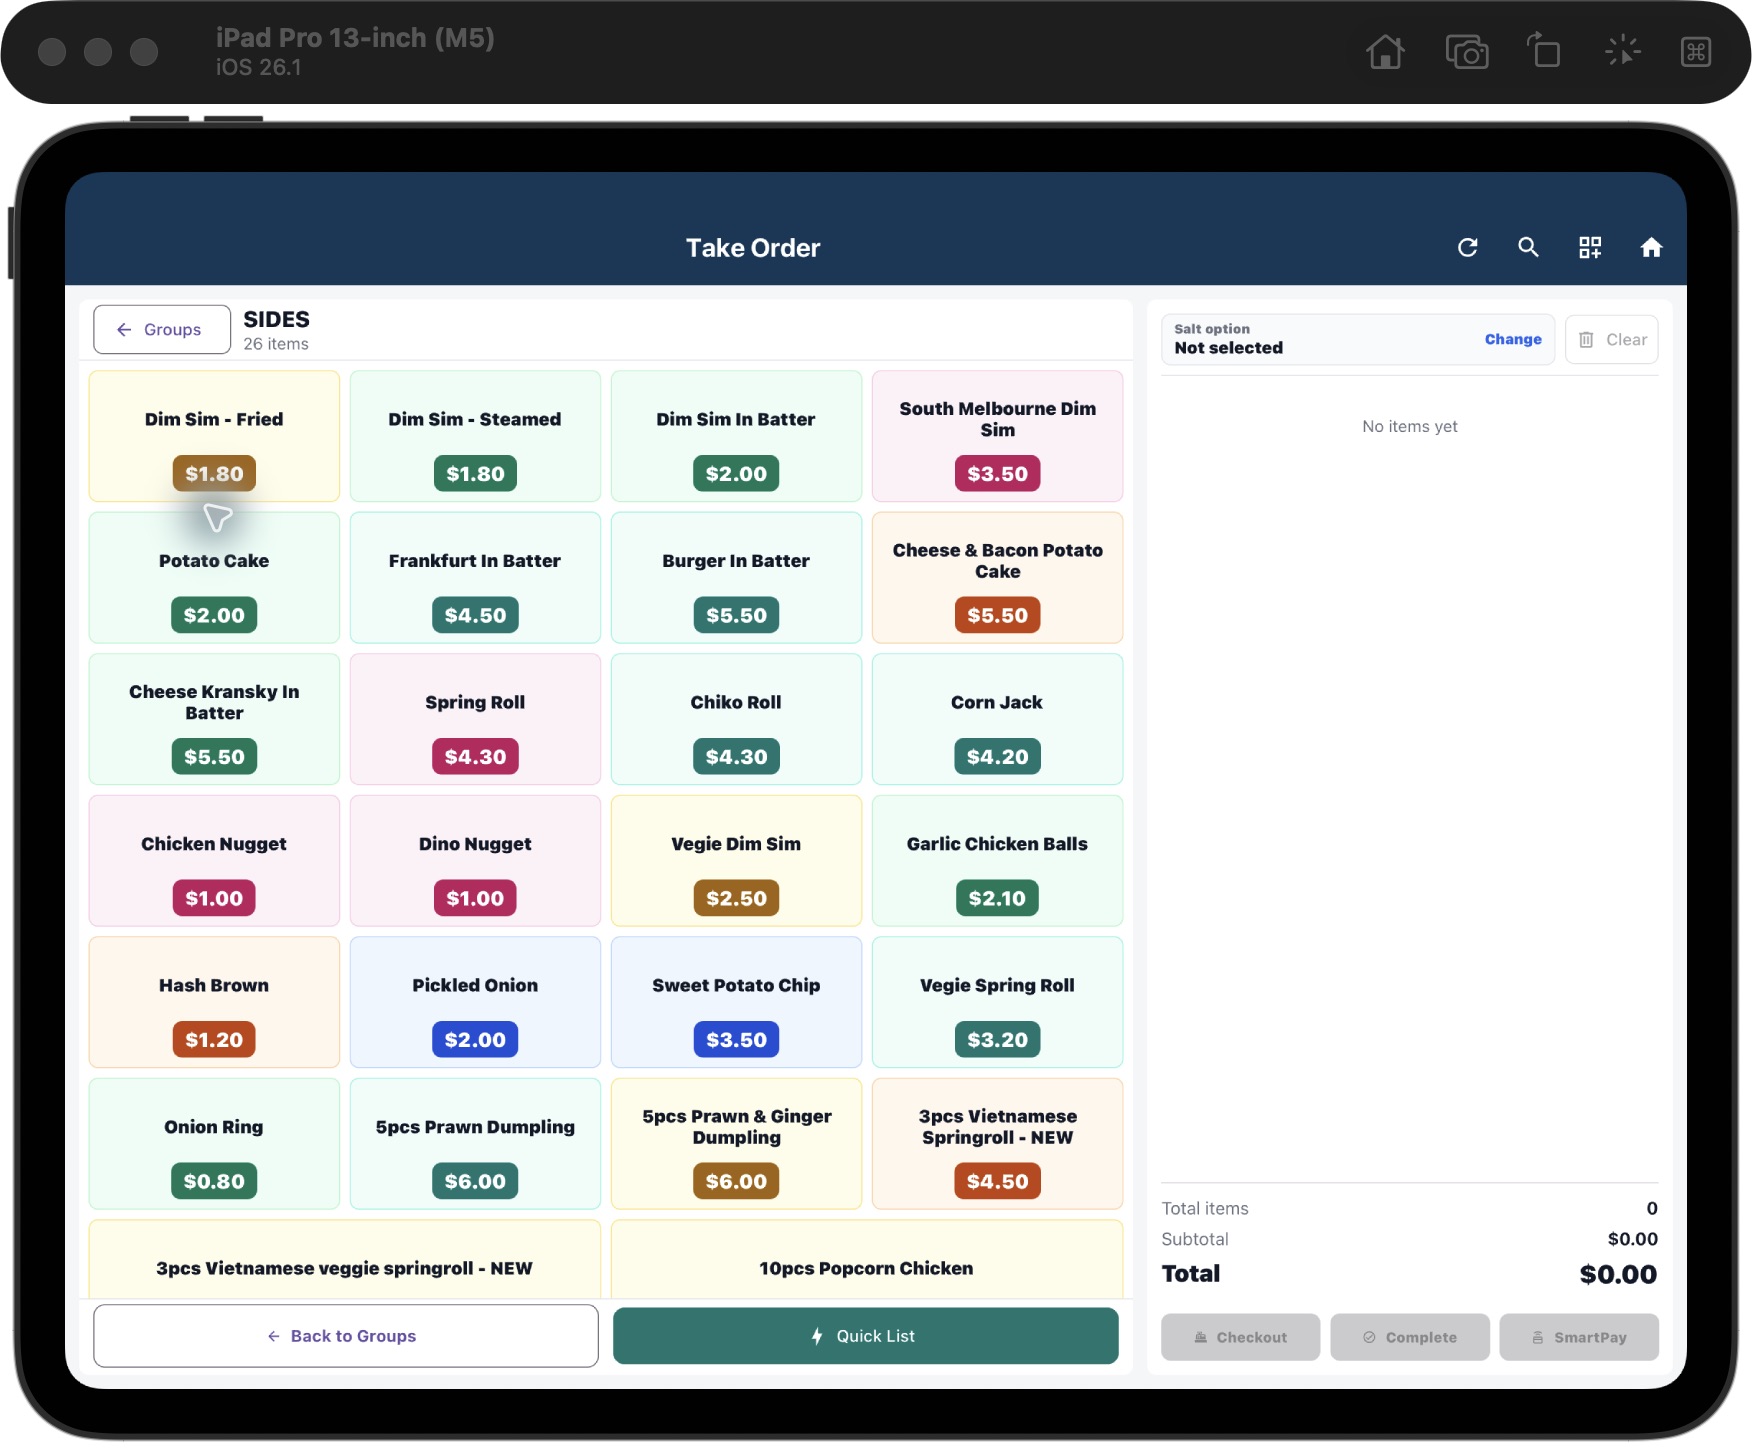 iPad Pro 13-inch (M5)
iOS 26.1
Take Order
Groups
SIDES
26 items
Dim Sim - Fried
$1.80
Dim Sim - Steamed
$1.80
Dim Sim In Batter
$2.00
South Melbourne Dim
Sim
$3.50
Potato Cake
$2.00
Frankfurt In Batter
$4.50
Burger In Batter
$5.50
Cheese & Bacon Potato
Cake
$5.50
Cheese Kransky In
Batter
$5.50
Spring Roll
$4.30
Chiko Roll
$4.30
Corn Jack
$4.20
Chicken Nugget
$1.00
Dino Nugget
$1.00
Vegie Dim Sim
$2.50
Garlic Chicken Balls
$2.10
Hash Brown
$1.20
Pickled Onion
$2.00
Sweet Potato Chip
$3.50
Vegie Spring Roll
$3.20
Onion Ring
$0.80
5pcs Prawn Dumpling
$6.00
5pcs Prawn & Ginger
Dumpling
$6.00
3pcs Vietnamese
Springroll - NEW
$4.50
3pcs Vietnamese veggie springroll - NEW
10pcs Popcorn Chicken
Back to Groups
Quick List
Salt option
Not selected
Change
Clear
No items yet
Total items 0
Subtotal $0.00
Total $0.00
Checkout
Complete
SmartPay